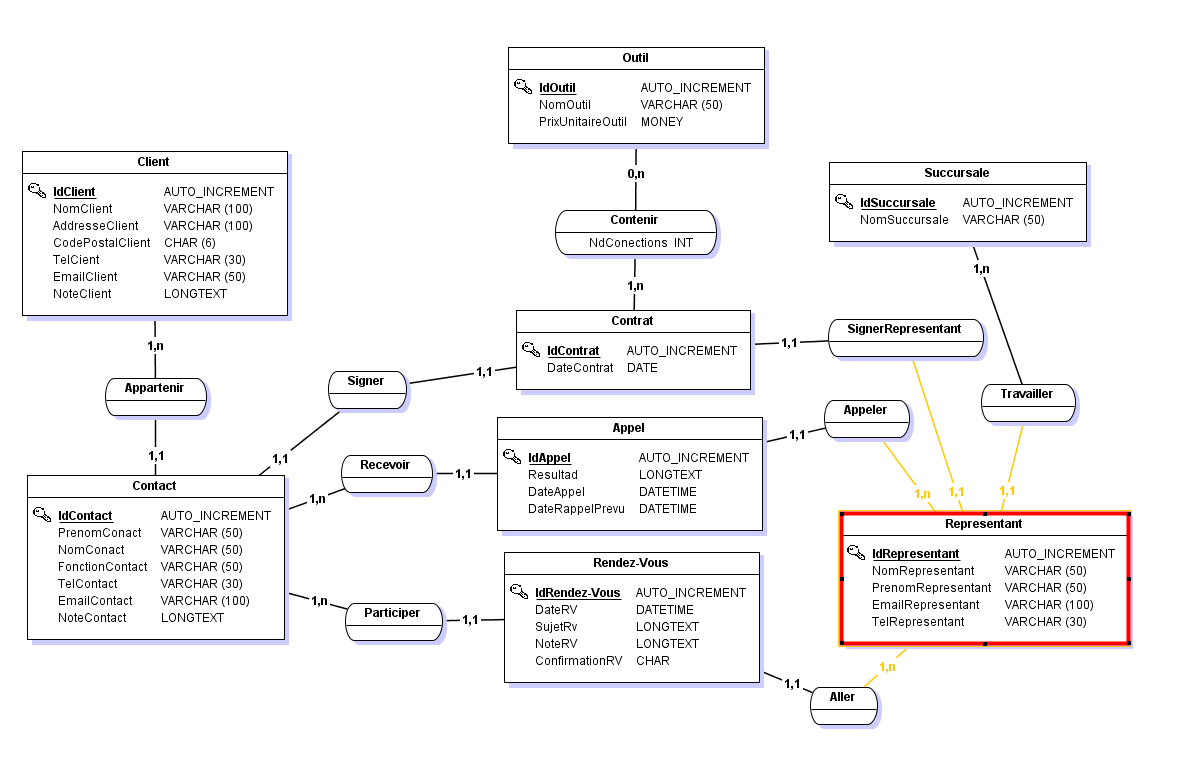 Outil
IdOutil AUTO_INCREMENT
NomOutil VARCHAR (50)
PrixUnitaireOutil MONEY
0,n
Contenir
NdConections INT
1,n
Client
IdClient AUTO_INCREMENT
NomClient VARCHAR (100)
AddresseClient VARCHAR (100)
CodePostalClient CHAR (6)
TelCient VARCHAR (30)
EmailClient VARCHAR (50)
NoteClient LONGTEXT
1,n
Appartenir
1,1
Succursale
IdSuccursale AUTO_INCREMENT
NomSuccursale VARCHAR (50)
1,n
Travailler
1,1
Contrat
IdContrat AUTO_INCREMENT
DateContrat DATE
1,1
SignerRepresentant
1,1
1,1
Signer
1,1
Appel
IdAppel AUTO_INCREMENT
Resultad LONGTEXT
DateAppel DATETIME
DateRappelPrevu DATETIME
1,1
Appeler
1,n
1,1
Recevoir
1,n
Contact
IdContact AUTO_INCREMENT
PrenomConact VARCHAR (50)
NomConact VARCHAR (50)
FonctionContact VARCHAR (50)
TelContact VARCHAR (30)
EmailContact VARCHAR (100)
NoteContact LONGTEXT
1,n
Participer
1,1
Rendez-Vous
IdRendez-Vous AUTO_INCREMENT
DateRV DATETIME
SujetRv LONGTEXT
NoteRV LONGTEXT
ConfirmationRV CHAR
1,1
Aller
1,n
Representant
IdRepresentant AUTO_INCREMENT
NomRepresentant VARCHAR (50)
PrenomRepresentant VARCHAR (50)
EmailRepresentant VARCHAR (100)
TelRepresentant VARCHAR (30)